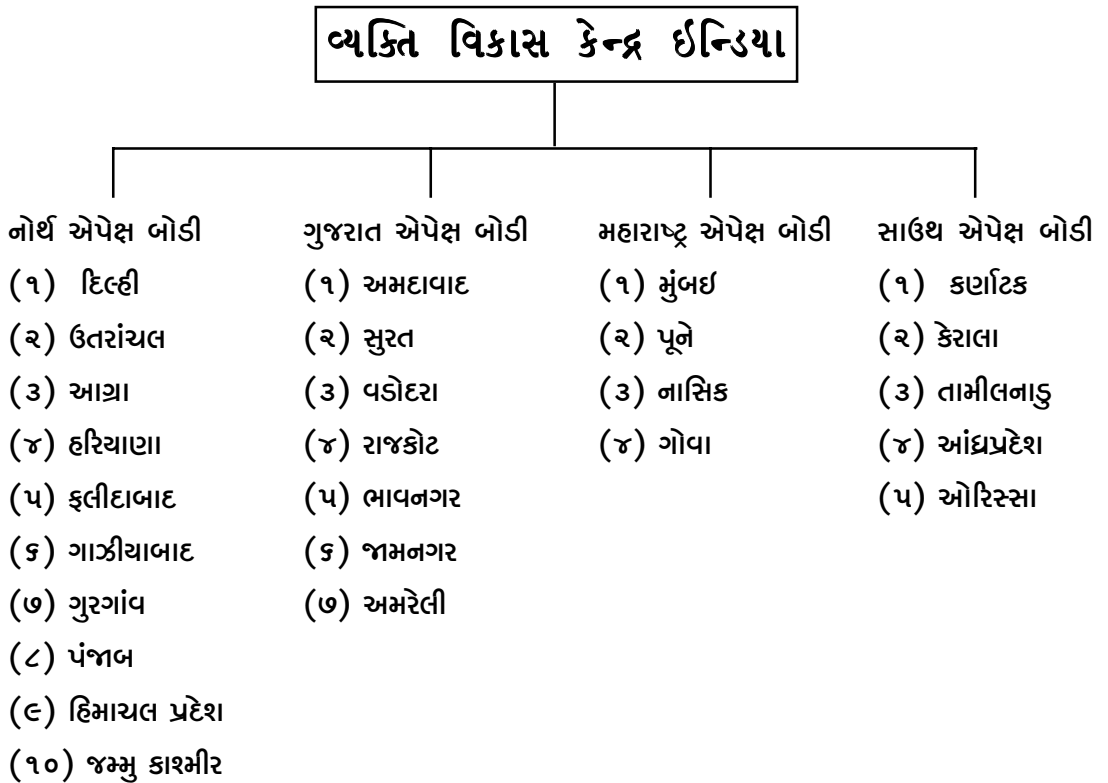 વ્યક્તિ વિકાસ કેન્દ્ર ઇન્ડિયા
નોર્થ એપેક્ષ બોડી
(૧) દિલ્હી
(૨) ઉતરાંચલ
(૩) આગ્રા
(૪) હરિયાણા
(૫) ફલીદાબાદ
(૬) ગાઝીયાબાદ
(૭) ગુરગાંવ
(૮) પંજાબ
(૯) હિમાચલ પ્રદેશ
(૧૦) જમ્મુ કાશ્મીર
ગુજરાત એપેક્ષ બોડી
(૧) અમદાવાદ
(૨) સુરત
(૩) વડોદરા
(૪) રાજકોટ
(૫) ભાવનગર
(૬) જામનગર
(૭) અમરેલી
મહારાષ્ટ્ર એપેક્ષ બોડી
(૧) મુંબઇ
(૨) પૂને
(૩) નાસિક
(૪) ગોવા
સાઉથ એપેક્ષ બોડી
(૧) કર્ણાટક
(૨) કેરાલા
(૩) તામીલનાડુ
(૪) આંધ્રપ્રદેશ
(૫) ઓરિસ્સા